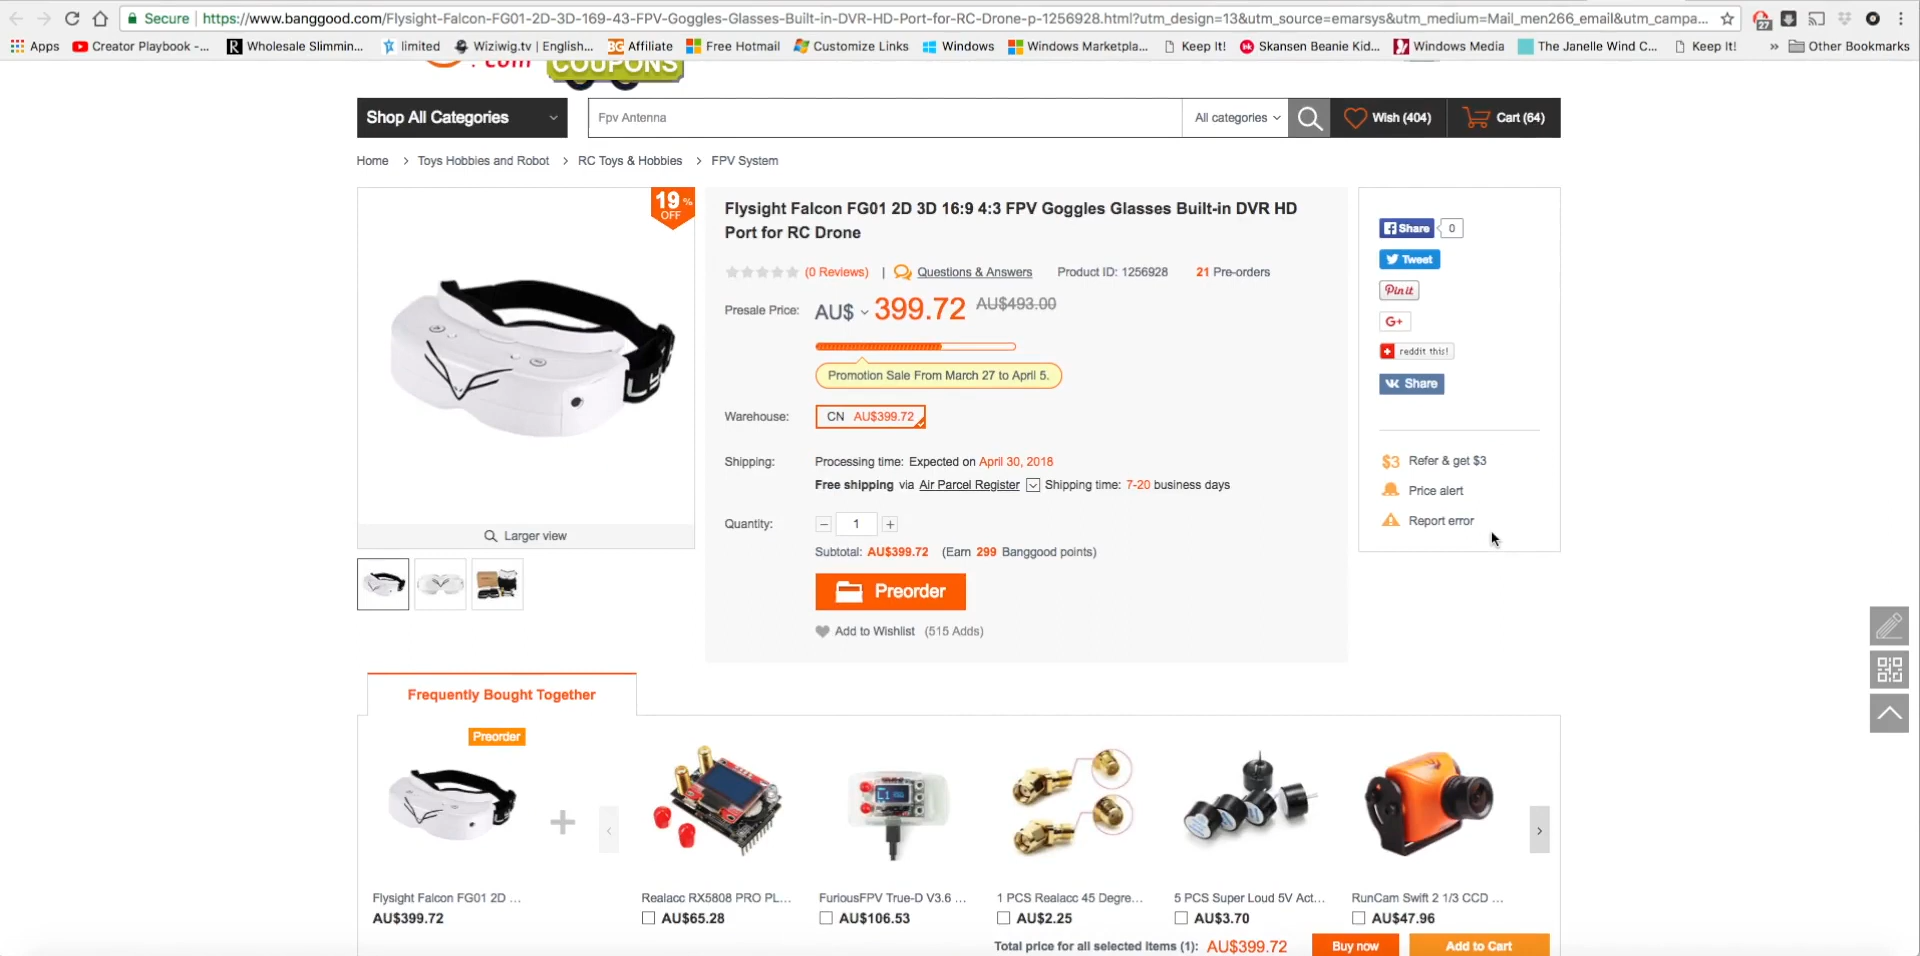 Secure https://www.banggood.com/Flysight-Falcon-FG01-2D-3D-169-43-FPV-Goggles-Glasses-Built-in-DVR-HD-Port-for-RC-Drone-p-1256928.html?utm_design=13&utm_source=emarsys&utm_medium=Mail_men266_email&utm_campa...
27
Apps Creator Playbook -... R Wholesale Slimmin... limited Wiziwig.tv | English... BG Affiliate Free Hotmail Customize Links Windows Windows Marketpla... Keep It! Skansen Beanie Kid... Windows Media The Janelle Wind C... Keep It! » Other Bookmarks
.com COUPONS
Shop All Categories Fpv Antenna All categories Wish (404) Cart (64)
Home > Toys Hobbies and Robot > RC Toys & Hobbies > FPV System
19 % OFF
Flysight Falcon FG01 2D 3D 16:9 4:3 FPV Goggles Glasses Built-in DVR HD
Port for RC Drone
(0 Reviews) | Questions & Answers Product ID: 1256928 21 Pre-orders
Presale Price: AU$ 399.72 AU$493.00
Promotion Sale From March 27 to April 5.
Warehouse: CN AU$399.72
Shipping: Processing time: Expected on April 30, 2018
Free shipping via Air Parcel Register Shipping time: 7-20 business days
Quantity: − 1 +
Subtotal: AU$399.72 (Earn 299 Banggood points)
Preorder
Add to Wishlist (515 Adds)
Larger view
Share 0
Tweet
Pin it
G+
reddit this!
Share
$3 Refer & get $3
Price alert
Report error
Frequently Bought Together
Preorder
+
Flysight Falcon FG01 2D ... Realacc RX5808 PRO PL... FuriousFPV True-D V3.6 ... 1 PCS Realacc 45 Degre... 5 PCS Super Loud 5V Act... RunCam Swift 2 1/3 CCD ...
AU$399.72 AU$65.28 AU$106.53 AU$2.25 AU$3.70 AU$47.96
Total price for all selected items (1): AU$399.72 Buy now Add to Cart